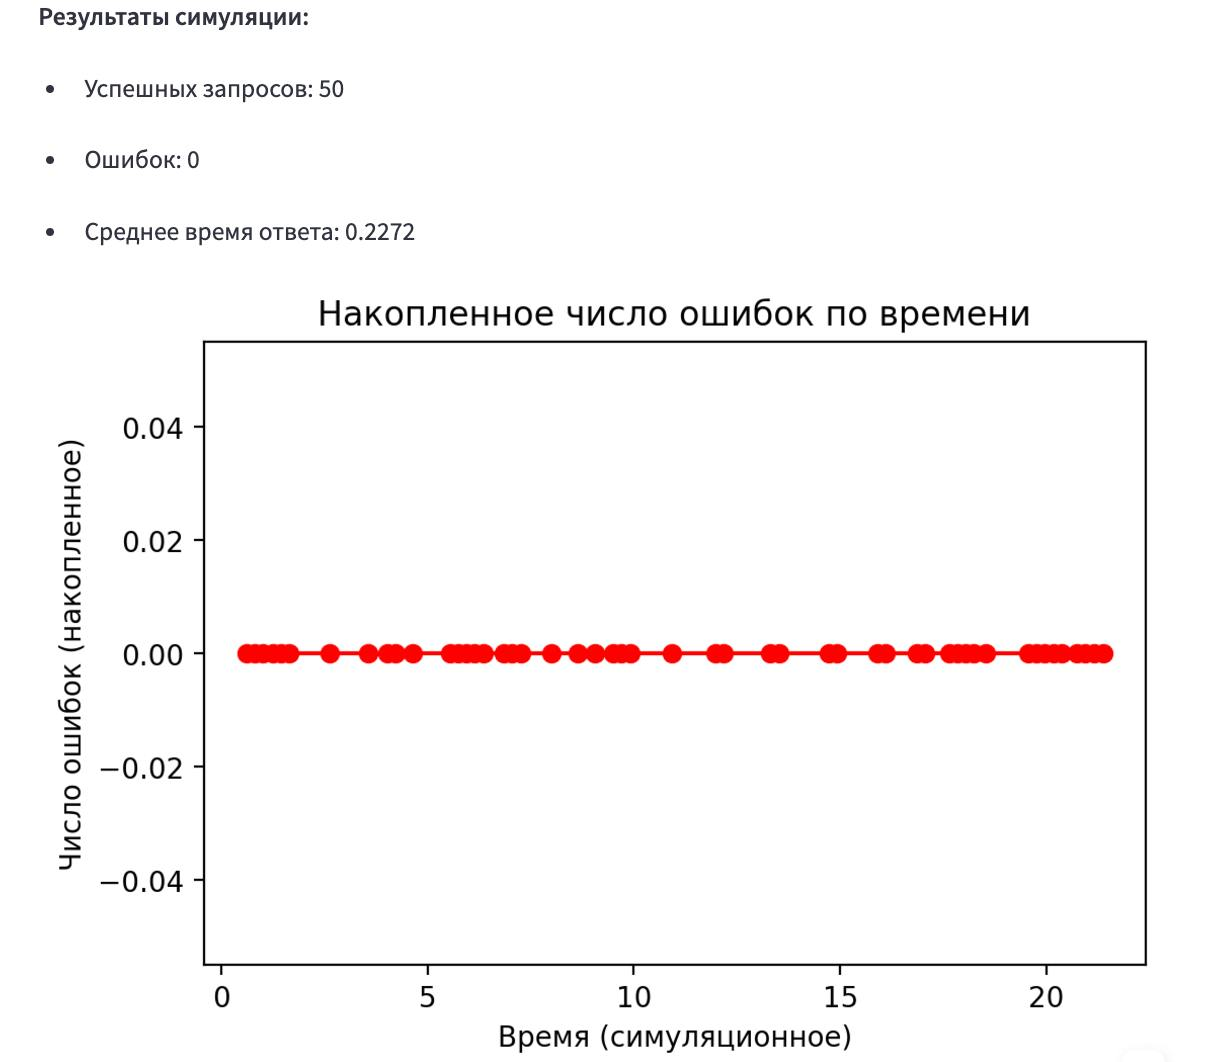 Результаты симуляции:
Успешных запросов: 50
Ошибок: 0
Среднее время ответа: 0.2272
Накопленное число ошибок по времени
Число ошибок (накопленное)
0.04
0.02
0.00
−0.02
−0.04
0 5 10 15 20
Время (симуляционное)